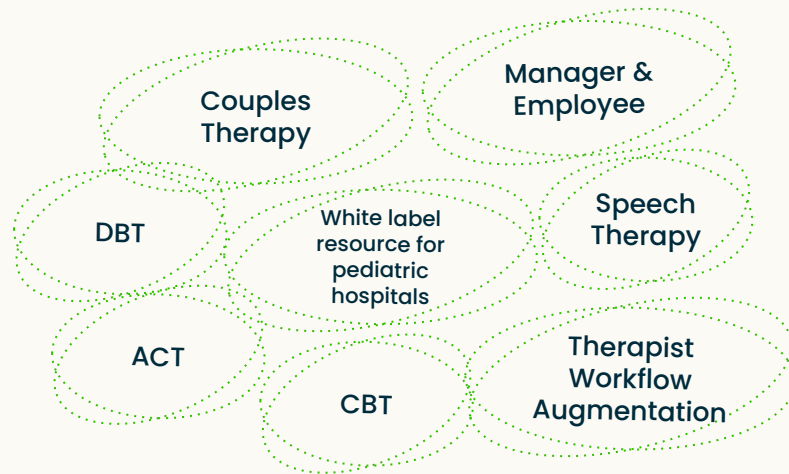 Couples
Therapy
Manager &
Employee
DBT
White label
resource for
pediatric
hospitals
Speech
Therapy
ACT
CBT
Therapist
Workflow
Augmentation